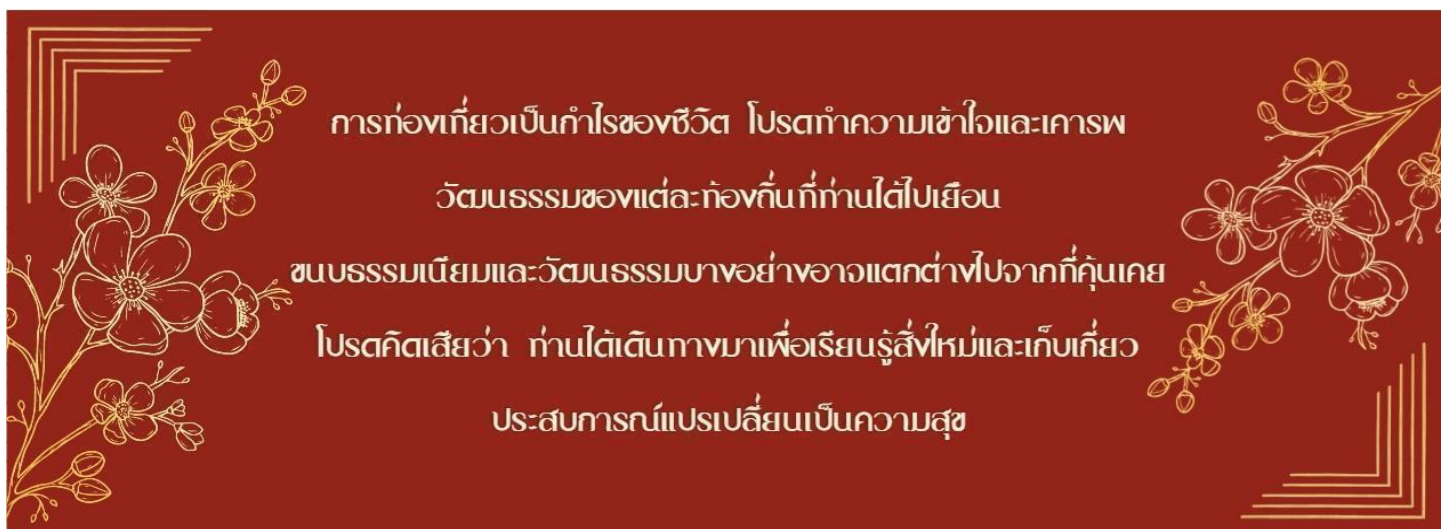 การท่องเที่ยวเป็นกำไรของชีวิต โปรดทำความเข้าใจและเคารพ
วัฒนธรรมของแต่ละท้องถิ่นที่ท่านได้ไปเยือน
ขนบธรรมเนียมและวัฒนธรรมบางอย่างอาจแตกต่างไปจากที่คุ้นเคย
โปรดคิดเสียว่า ท่านได้เดินทางมาเพื่อเรียนรู้สิ่งใหม่และเก็บเกี่ยว
ประสบการณ์แปรเปลี่ยนเป็นความสุข